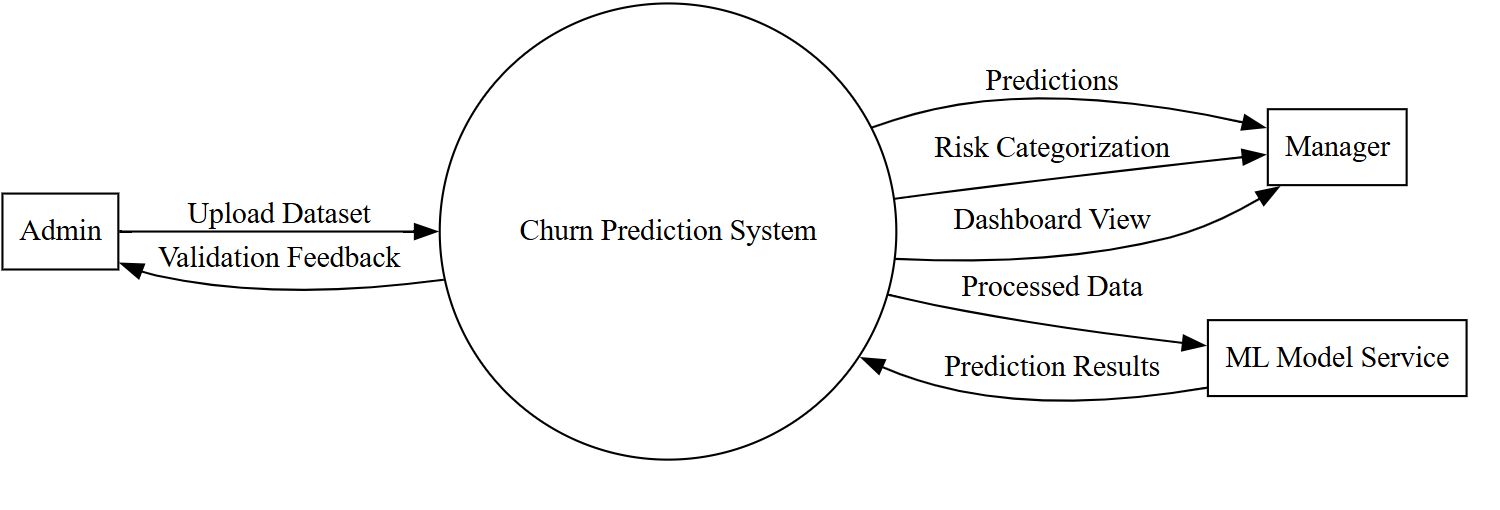 Admin
Upload Dataset
Validation Feedback
Churn Prediction System
Predictions
Risk Categorization
Dashboard View
Processed Data
Prediction Results
Manager
ML Model Service